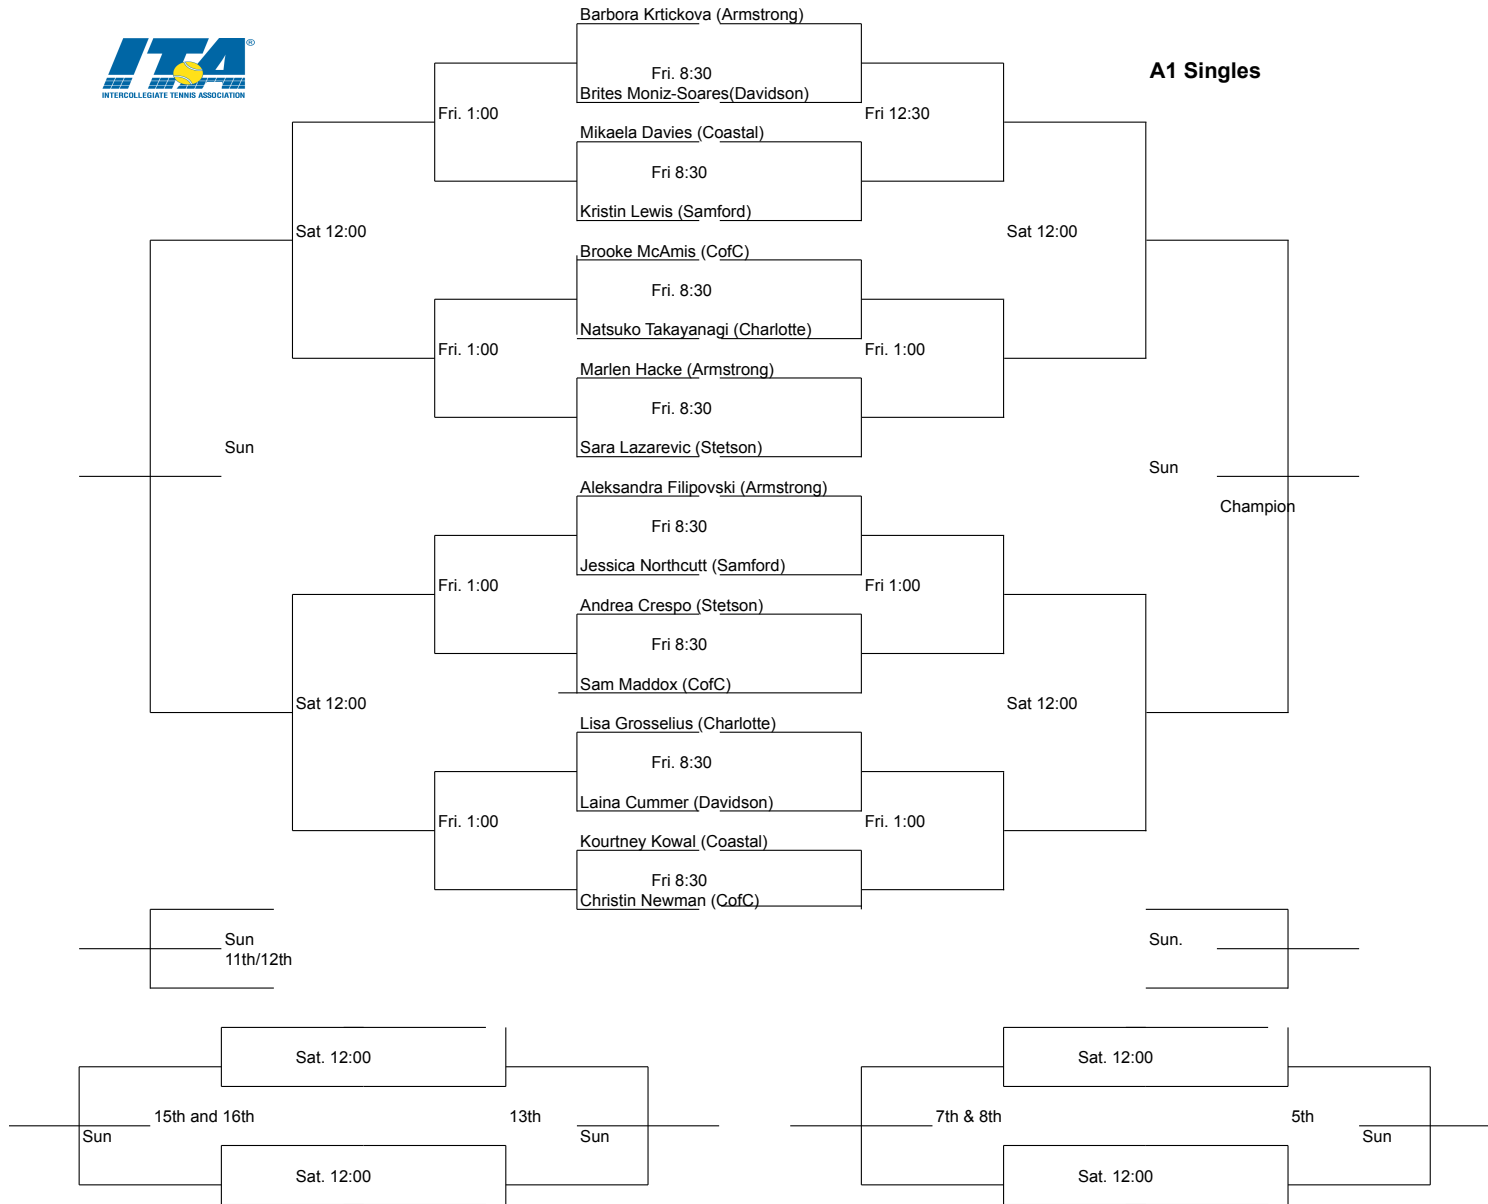 Barbora Krtickova (Armstrong)
ITA®
INTERCOLLEGIATE TENNIS ASSOCIATION
A1 Singles
Fri. 8:30
Brites Moniz-Soares(Davidson)
Fri. 1:00
Fri 12:30
Mikaela Davies (Coastal)
Fri 8:30
Kristin Lewis (Samford)
Sat 12:00
Sat 12:00
Brooke McAmis (CofC)
Fri. 8:30
Natsuko Takayanagi (Charlotte)
Fri. 1:00
Fri. 1:00
Marlen Hacke (Armstrong)
Fri. 8:30
Sara Lazarevic (Stetson)
Sun
Sun
Aleksandra Filipovski (Armstrong)
Champion
Fri 8:30
Jessica Northcutt (Samford)
Fri. 1:00
Fri 1:00
Andrea Crespo (Stetson)
Fri 8:30
Sam Maddox (CofC)
Sat 12:00
Sat 12:00
Lisa Grosselius (Charlotte)
Fri. 8:30
Laina Cummer (Davidson)
Fri. 1:00
Fri. 1:00
Kourtney Kowal (Coastal)
Fri 8:30
Christin Newman (CofC)
Sun
11th/12th
Sun.
Sat. 12:00
Sat. 12:00
15th and 16th
13th
7th & 8th
5th
Sun
Sun
Sun
Sat. 12:00
Sat. 12:00